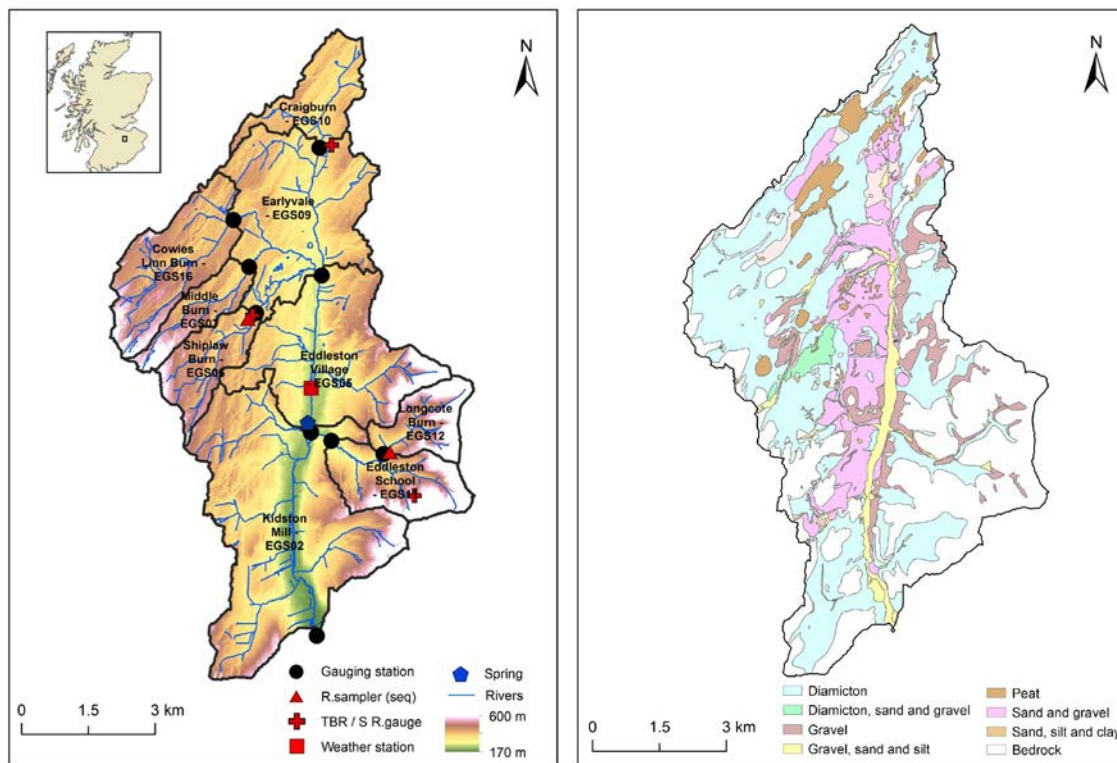 N
Craigburn
- EGS10
Earlyvale
- EGS09
Cowies
Linn Burn -
EGS16
Middle
Burn -
EGS07
Shiplaw
Burn -
EGS06
Eddleston
Village
- EGS05
Longcote
Burn -
EGS12
Eddleston
School
- EGS11
Kidston
Mill -
EGS02
Gauging station
R.sampler (seq)
TBR / S R.gauge
Weather station
Spring
Rivers
600 m
170 m
0 1.5 3 km
N
Diamicton
Diamicton, sand and gravel
Gravel
Gravel, sand and silt
Peat
Sand and gravel
Sand, silt and clay
Bedrock
0 1.5 3 km